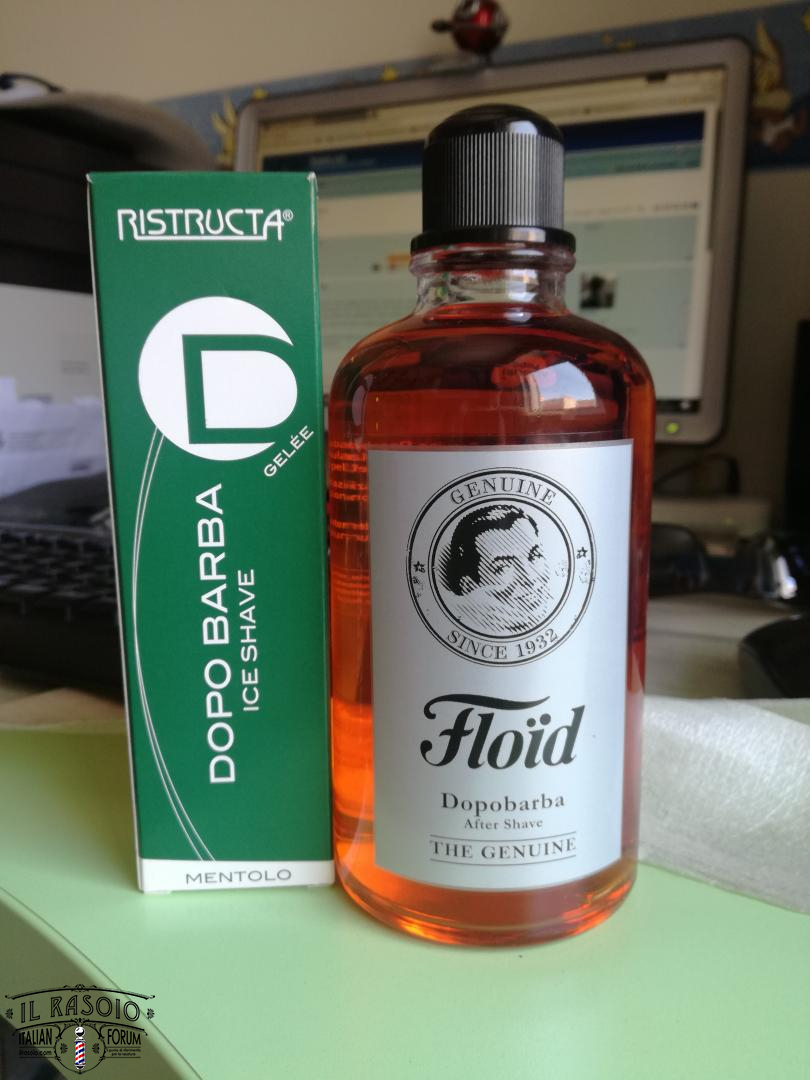 RISTRUCTA®
D
GELÉE
DOPO BARBA
ICE SHAVE
MENTOLO
GENUINE
SINCE 1932
Floïd
Dopobarba
After Shave
THE GENUINE
IL RASOIO
ITALIAN FORUM